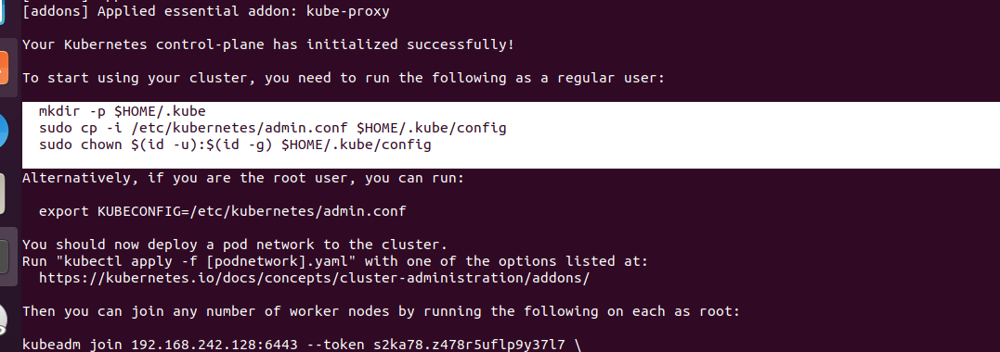 [addons] Applied essential addon: kube-proxy
Your Kubernetes control-plane has initialized successfully!
To start using your cluster, you need to run the following as a regular user:
mkdir -p $HOME/.kube
sudo cp -i /etc/kubernetes/admin.conf $HOME/.kube/config
sudo chown $(id -u):$(id -g) $HOME/.kube/config
Alternatively, if you are the root user, you can run:
export KUBECONFIG=/etc/kubernetes/admin.conf
You should now deploy a pod network to the cluster.
Run "kubectl apply -f [podnetwork].yaml" with one of the options listed at:
https://kubernetes.io/docs/concepts/cluster-administration/addons/
Then you can join any number of worker nodes by running the following on each as root:
kubeadm join 192.168.242.128:6443 --token s2ka78.z478r5uflp9y37l7 \